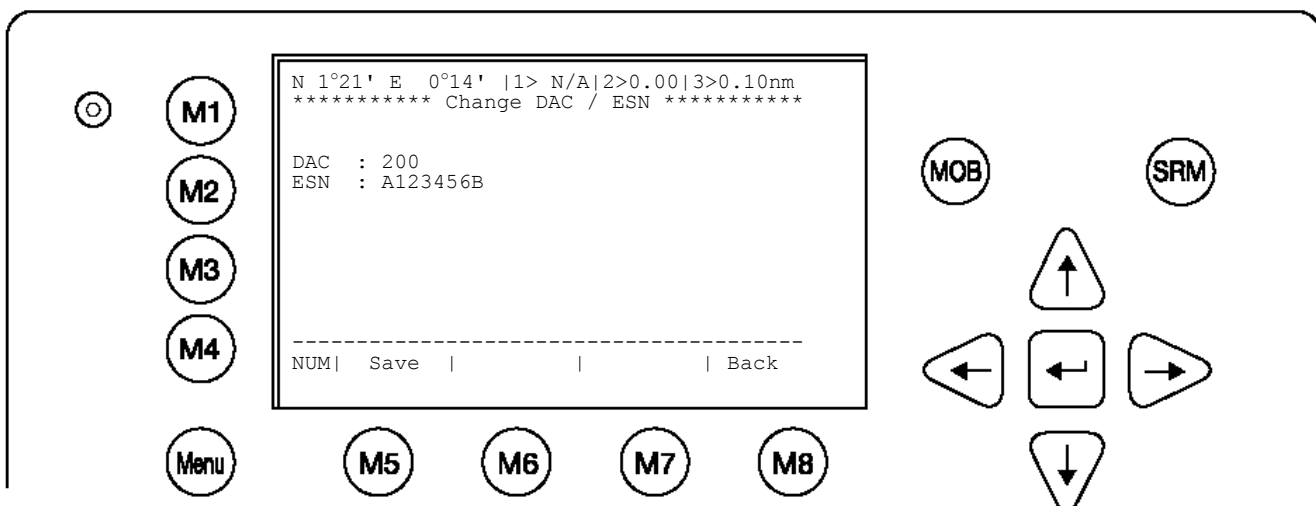 N 1°21' E 0°14' |1> N/A|2>0.00|3>0.10nm
*********** Change DAC / ESN ***********
DAC : 200
ESN : A123456B
----------------------------------------
NUM| Save | | | Back
M1
M2
M3
M4
Menu
M5 M6 M7 M8
MOB SRM